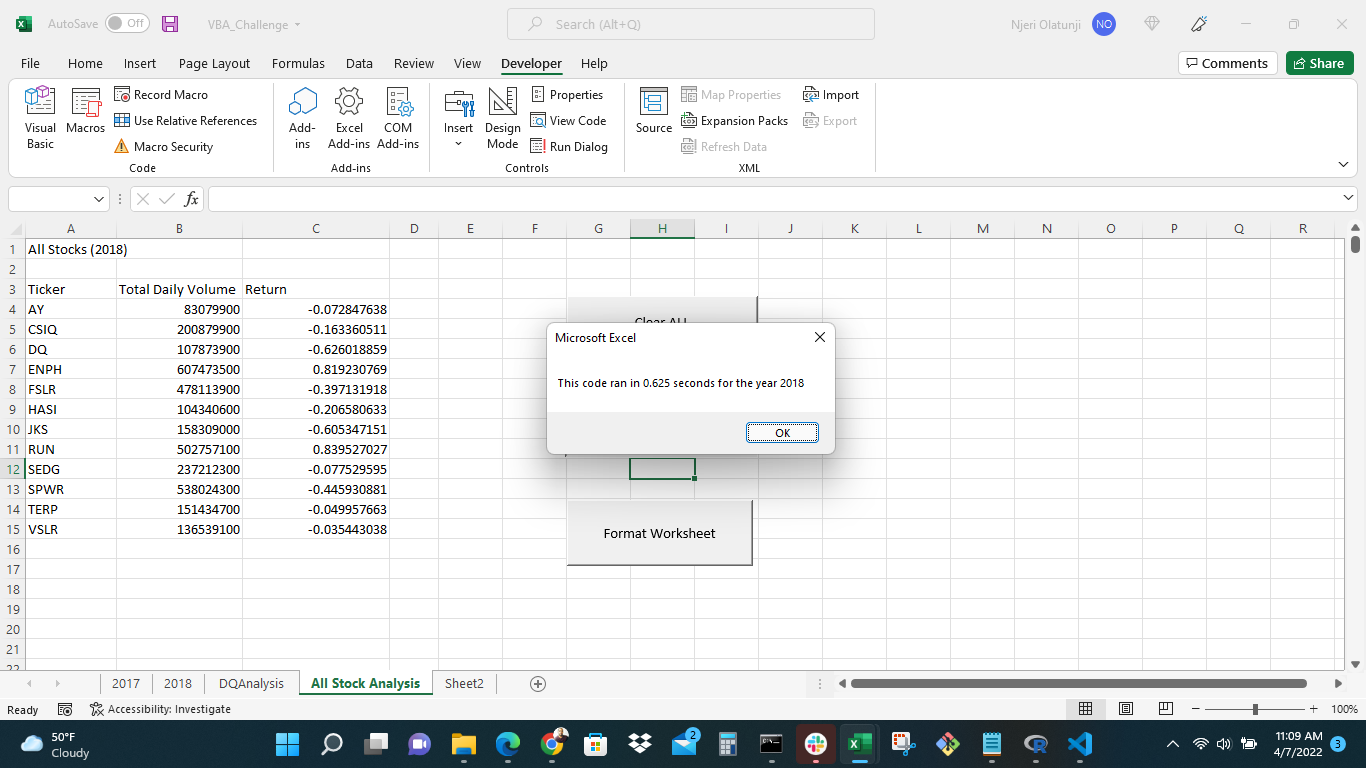 AutoSave Off VBA_Challenge Search (Alt+Q) Njeri Olatunji NO
File Home Insert Page Layout Formulas Data Review View Developer Help Comments Share
Visual Basic
Macros
Record Macro
Use Relative References
Macro Security
Code
Add-ins
Excel Add-ins
COM Add-ins
Add-ins
Insert
Design Mode
Properties
View Code
Run Dialog
Controls
Source
Map Properties
Expansion Packs
Refresh Data
Import
Export
XML
fx
A B C D E F G H I J K L M N O P Q R
1 All Stocks (2018)
2
3 Ticker Total Daily Volume Return
4 AY 83079900 -0.072847638
5 CSIQ 200879900 -0.163360511
6 DQ 107873900 -0.626018859
7 ENPH 607473500 0.819230769
8 FSLR 478113900 -0.397131918
9 HASI 104340600 -0.206580633
10 JKS 158309000 -0.605347151
11 RUN 502757100 0.839527027
12 SEDG 237212300 -0.077529595
13 SPWR 538024300 -0.445930881
14 TERP 151434700 -0.049957663
15 VSLR 136539100 -0.035443038
16
17
18
19
20
21
22
Microsoft Excel
This code ran in 0.625 seconds for the year 2018
OK
Format Worksheet
2017 2018 DQAnalysis All Stock Analysis Sheet2
Ready Accessibility: Investigate 100%
50°F
Cloudy
2
11:09 AM
4/7/2022
3